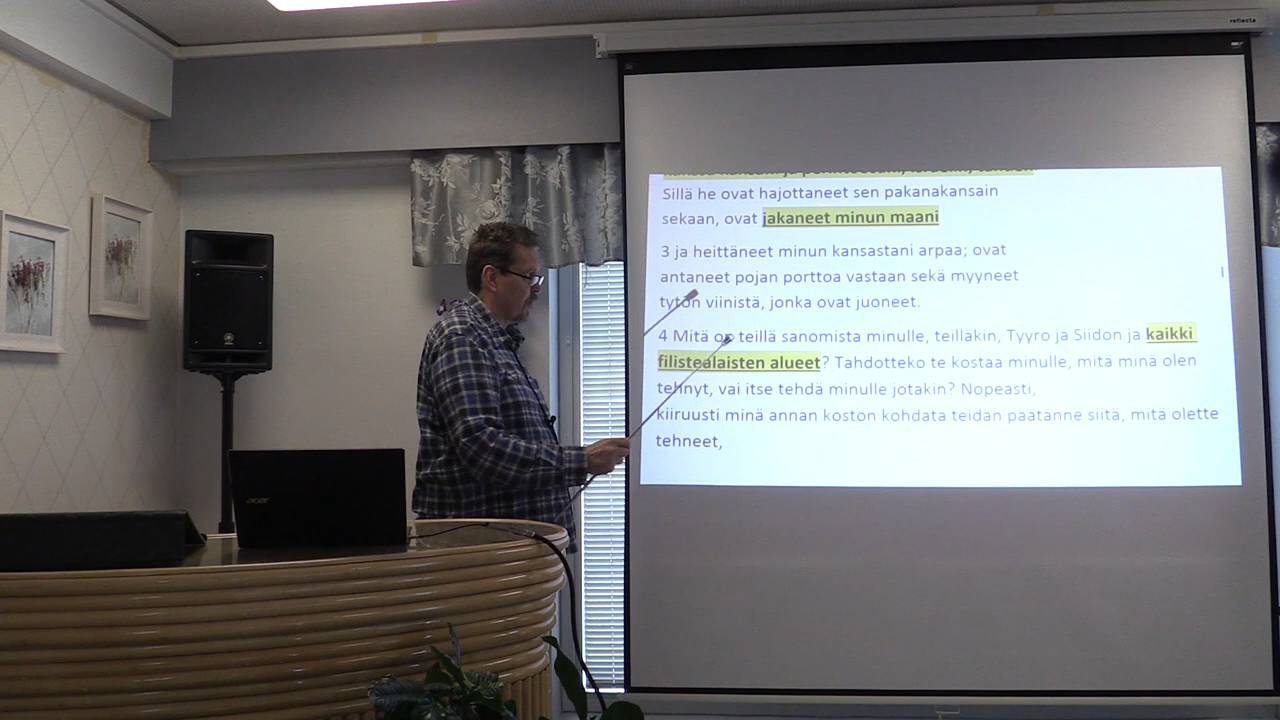 reflecta
Sillä he ovat hajottaneet sen pakanakansain
sekaan, ovat jakaneet minun maani
3 ja heittäneet minun kansastani arpaa; ovat
antaneet pojan porttoa vastaan sekä myyneet
tytön viinistä, jonka ovat juoneet.
4 Mitä on teillä sanomista minulle, teilläkin, Tyyro ja Siidon ja kaikki
filistealaisten alueet? Tahdotteko te kostaa minulle, mitä minä olen
tehnyt, vai itse tehdä minulle jotakin? Nopeasti,
kiiruusti minä annan koston kohdata teidän päätänne siitä, mitä olette
tehneet,
acer